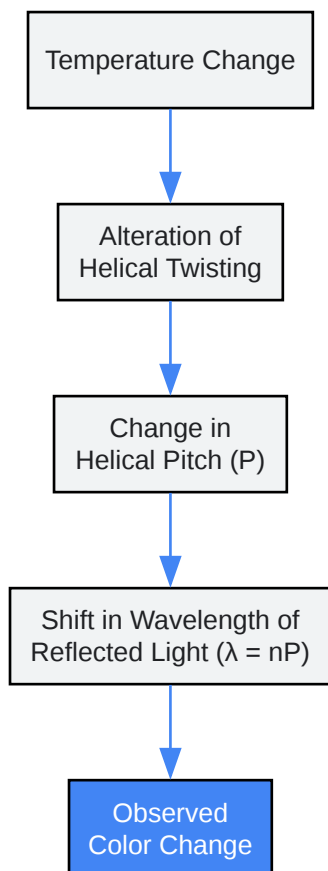 Temperature Change
Alteration of
Helical Twisting
Change in
Helical Pitch (P)
Shift in Wavelength of
Reflected Light (λ = nP)
Observed
Color Change